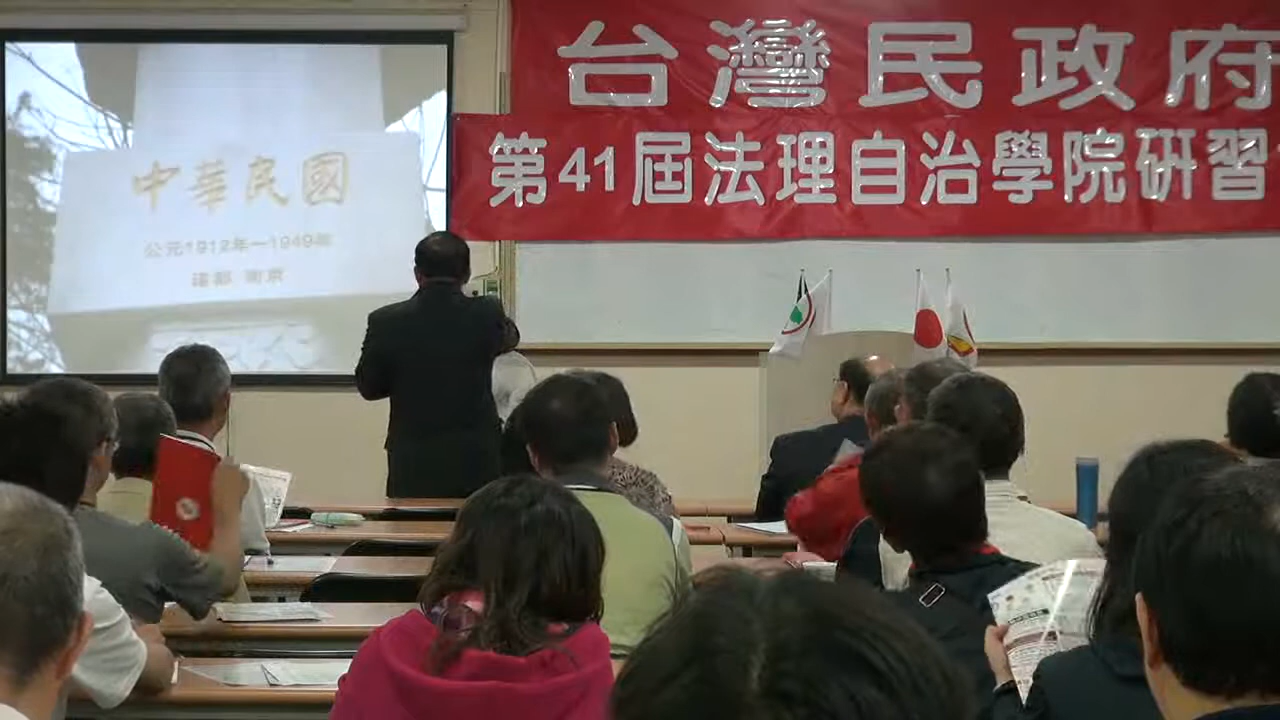 台灣民政府
第41屆法理自治學院研習
中華民國
公元1912年—1949年
建都 南京